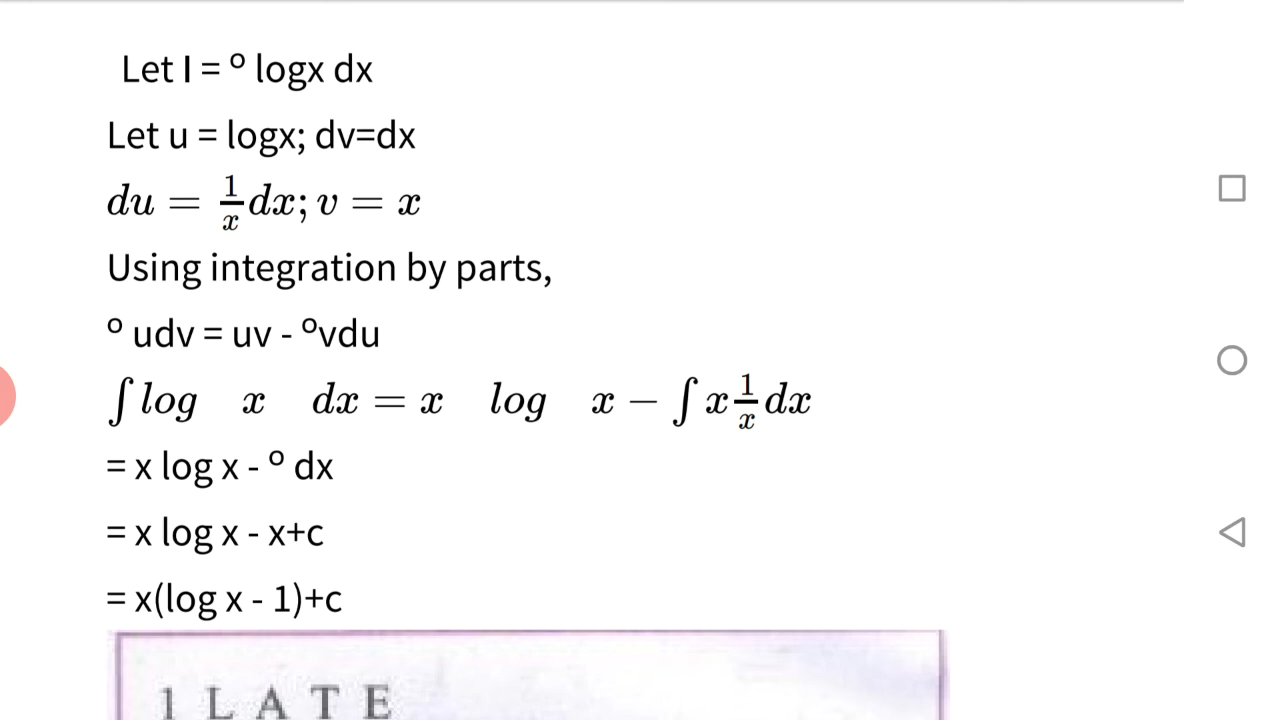 Let I = º logx dx
Let u = logx; dv=dx
du = 1/x dx; v = x
Using integration by parts,
º udv = uv - ºvdu
∫ log x dx = x log x − ∫ x 1/x dx
= x log x - º dx
= x log x - x+c
= x(log x - 1)+c
1 L A T E